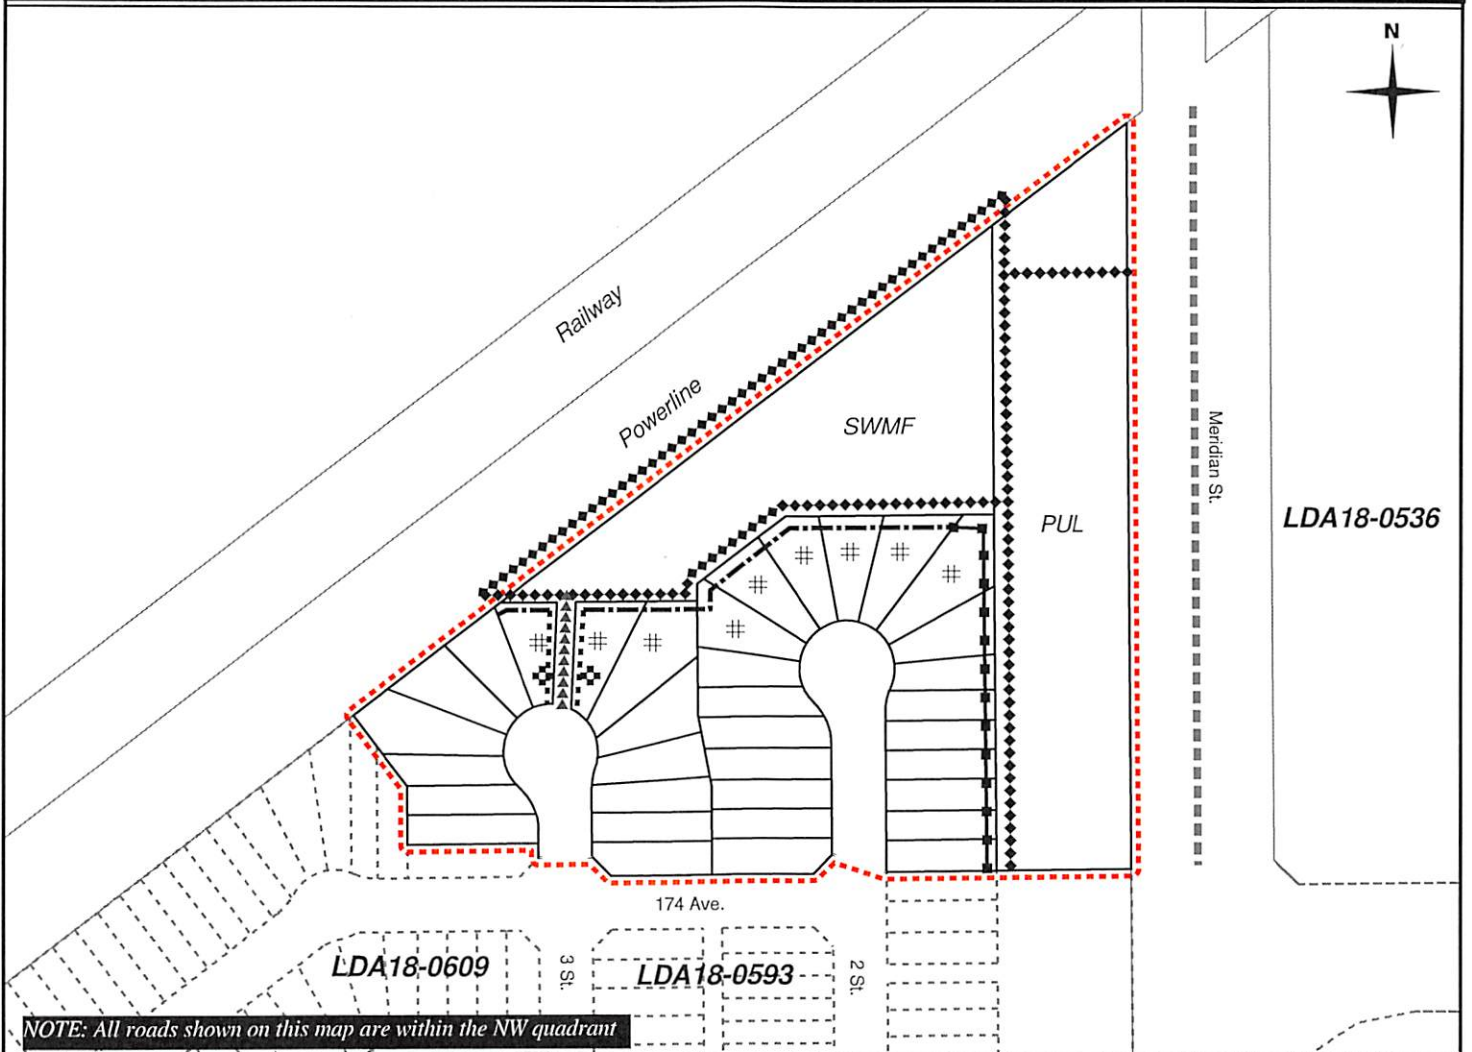 N
Railway
Powerline
SWMF
Meridian St.
PUL
LDA18-0536
174 Ave.
LDA18-0609
3 St.
LDA18-0593
2 St.
NOTE: All roads shown on this map are within the NW quadrant